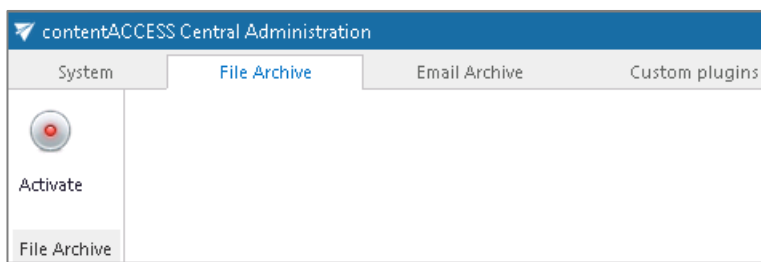 contentACCESS Central Administration
System File Archive Email Archive Custom plugins
Activate
File Archive